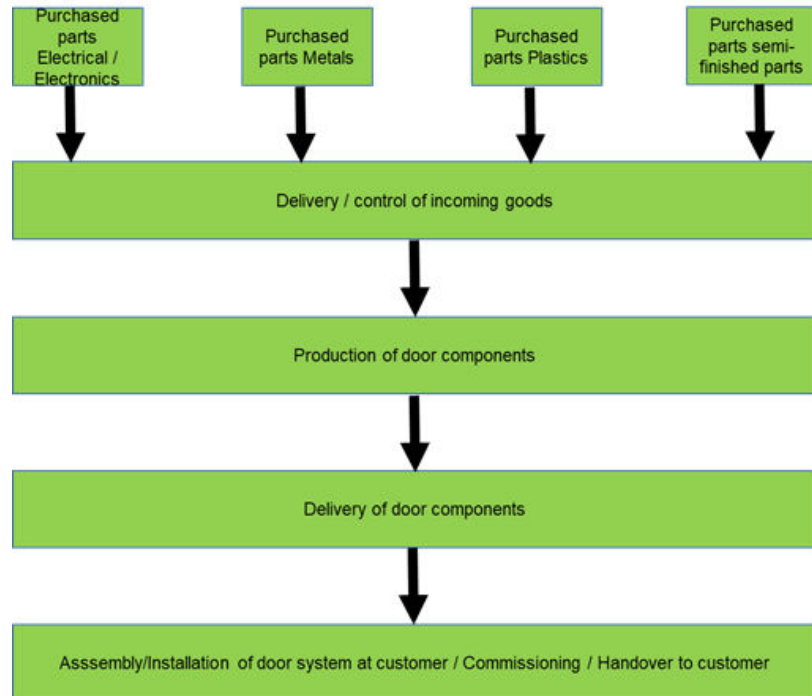 Purchased
parts
Electrical /
Electronics
Purchased
parts Metals
Purchased
parts Plastics
Purchased
parts semi-
finished parts
Delivery / control of incoming goods
Production of door components
Delivery of door components
Asssembly/Installation of door system at customer / Commissioning / Handover to customer